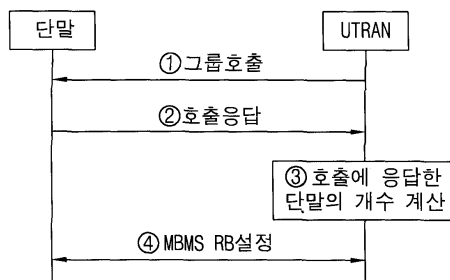 단말
UTRAN
①그룹호출
②호출응답
③호출에 응답한
단말의 개수 계산
④MBMS RB설정